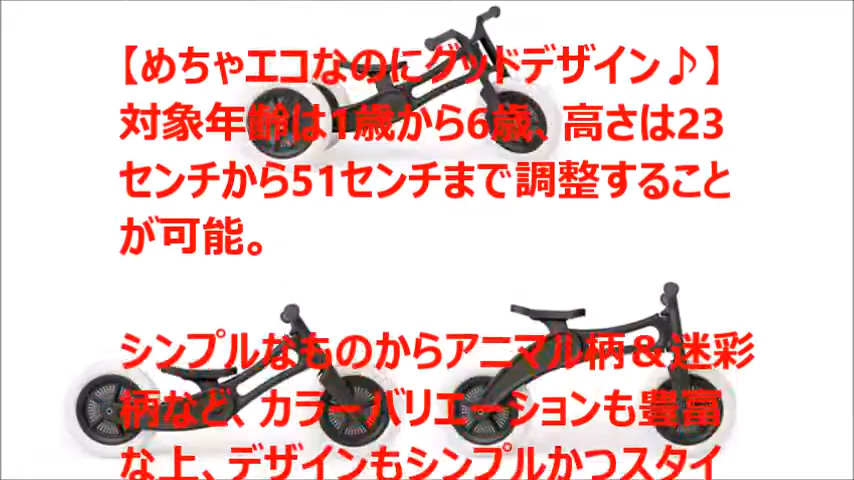 【めちゃエコなのにグッドデザイン♪】
対象年齢は1歳から6歳、高さは23
センチから51センチまで調整すること
が可能。
シンプルなものからアニマル柄＆迷彩
柄など、カラーバリエーションも豊富
な上、デザインもシンプルかつスタイ